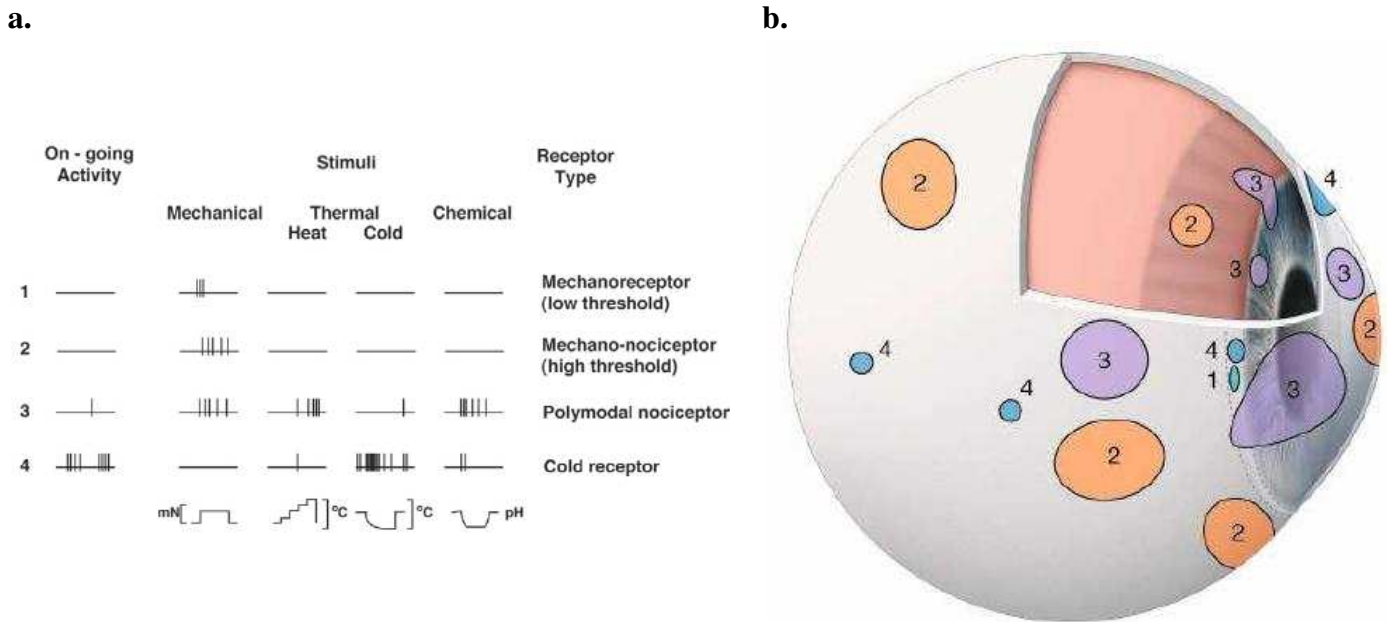 a.
On - going
Activity
Stimuli
Receptor
Type
Mechanical
Thermal
Chemical
Heat
Cold
1
Mechanoreceptor
(low threshold)
2
Mechano-nociceptor
(high threshold)
3
Polymodal nociceptor
4
Cold receptor
mN
°C
°C
pH
b.
2
3
4
2
3
3
2
4
3
4
1
3
4
2
2